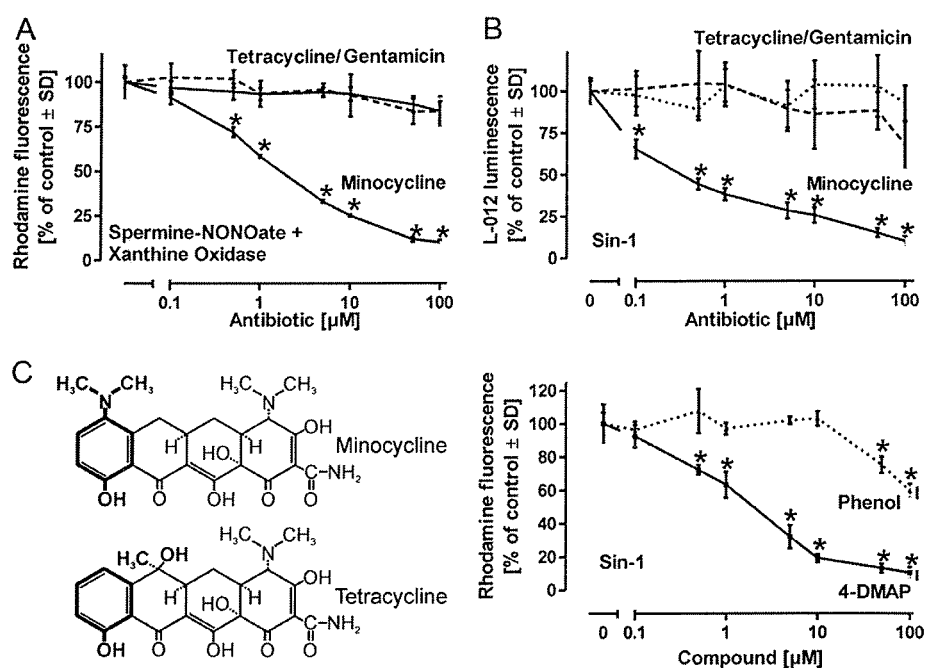 A
Tetracycline/Gentamicin
Rhodamine fluorescence
[% of control ± SD]
100
75
50
25
0
*
*
*
*
*
*
Minocycline
Spermine-NONOate +
Xanthine Oxidase
0.1
1
10
100
Antibiotic [µM]
B
Tetracycline/Gentamicin
L-012 luminescence
[% of control ± SD]
100
75
50
25
0
*
*
*
*
*
*
*
Minocycline
Sin-1
0
0.1
1
10
100
Antibiotic [µM]
C
H₃C
CH₃
N
H₃C
CH₃
N
H
H
OH
HO
NH₂
OH
O
OH
O
O
Minocycline
H₃C
OH
H₃C
CH₃
N
H
H
OH
HO
NH₂
OH
O
OH
O
O
Tetracycline
Rhodamine fluorescence
[% of control ± SD]
120
100
80
60
40
20
0
*
*
*
*
*
*
*
*
Phenol
Sin-1
4-DMAP
0
0.1
1
10
100
Compound [µM]